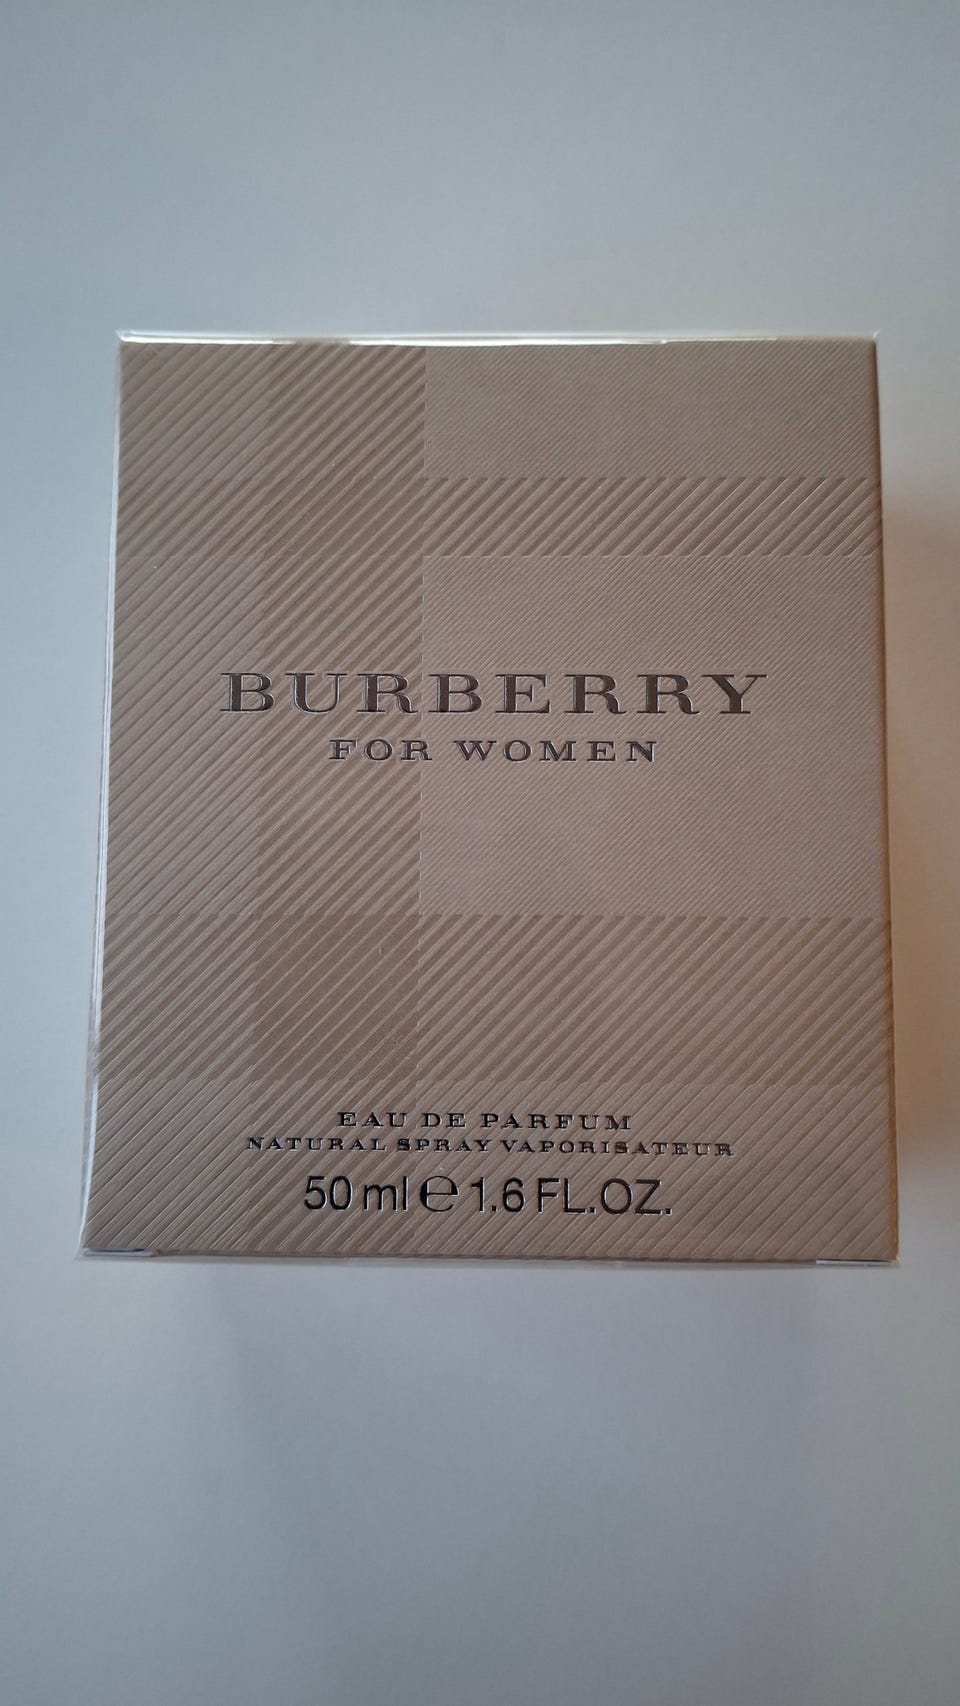 BURBERRY
FOR WOMEN
EAU DE PARFUM
NATURAL SPRAY VAPORISATEUR
50 ml ℮ 1.6 FL.OZ.